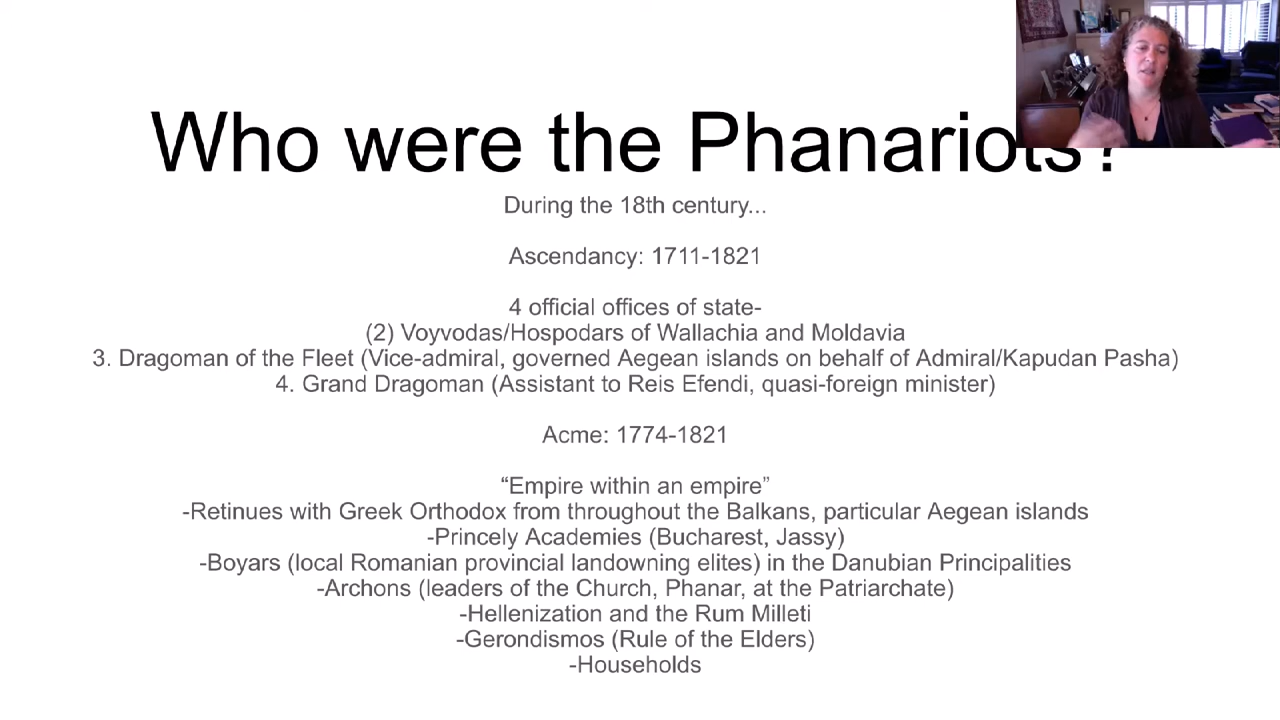 Who were the Phanariots?
During the 18th century...
Ascendancy: 1711-1821
4 official offices of state-
(2) Voyvodas/Hospodars of Wallachia and Moldavia
3. Dragoman of the Fleet (Vice-admiral, governed Aegean islands on behalf of Admiral/Kapudan Pasha)
4. Grand Dragoman (Assistant to Reis Efendi, quasi-foreign minister)
Acme: 1774-1821
“Empire within an empire”
-Retinues with Greek Orthodox from throughout the Balkans, particular Aegean islands
-Princely Academies (Bucharest, Jassy)
-Boyars (local Romanian provincial landowning elites) in the Danubian Principalities
-Archons (leaders of the Church, Phanar, at the Patriarchate)
-Hellenization and the Rum Milleti
-Gerondismos (Rule of the Elders)
-Households